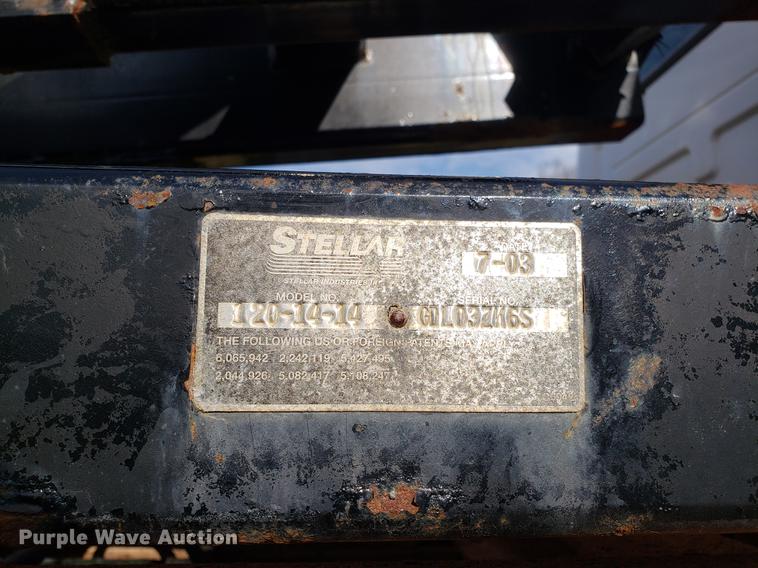 STELLAR
STELLAR INDUSTRIES INC.
DATE
7-03
MODEL NO. SERIAL NO.
120-14-14
THE FOLLOWING US OR FOREIGN PATENTS MAY APPLY
6,065,942 2,242,119 5,427,495
2,044,926 5,082,417 5,108,247
Purple Wave Auction